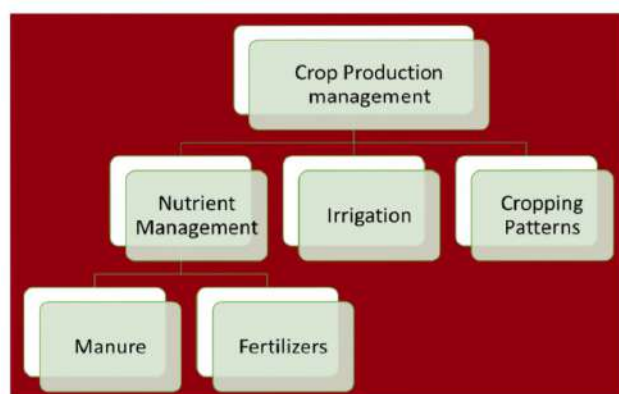 Crop Production
management
Nutrient
Management
Irrigation
Cropping
Patterns
Manure
Fertilizers